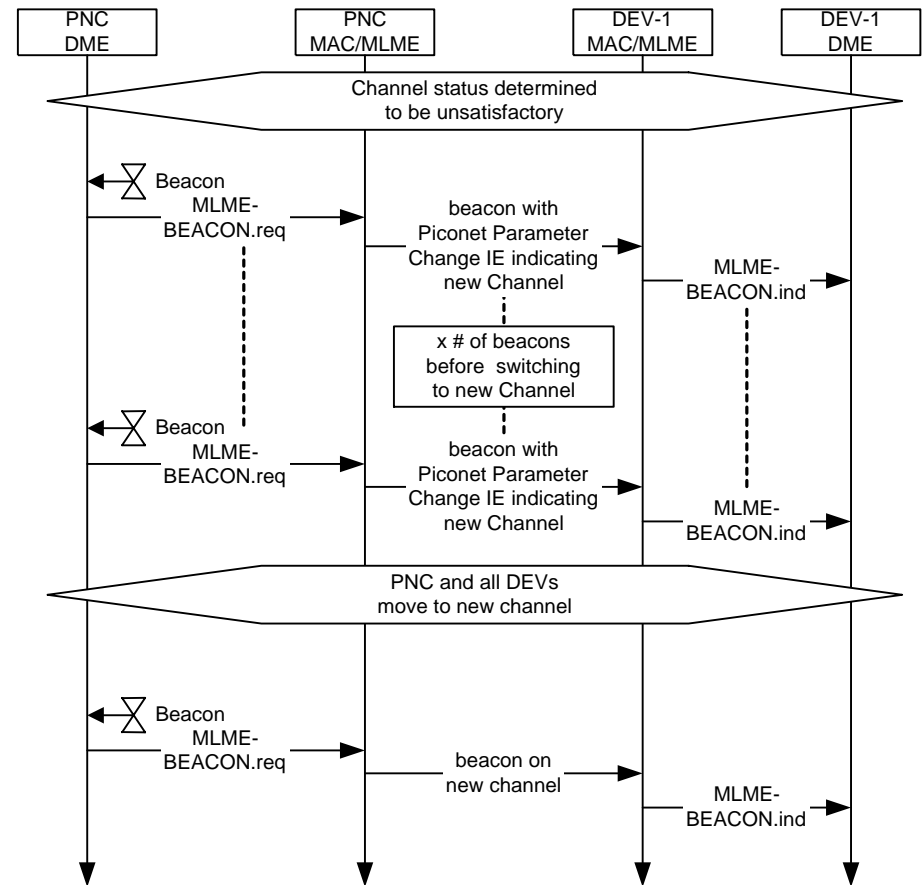 PNC
DME
PNC
MAC/MLME
DEV-1
MAC/MLME
DEV-1
DME
Channel status determined
to be unsatisfactory
Beacon
MLME-
BEACON.req
beacon with
Piconet Parameter
Change IE indicating
new Channel
MLME-
BEACON.ind
x # of beacons
before switching
to new Channel
Beacon
MLME-
BEACON.req
beacon with
Piconet Parameter
Change IE indicating
new Channel
MLME-
BEACON.ind
PNC and all DEVs
move to new channel
Beacon
MLME-
BEACON.req
beacon on
new channel
MLME-
BEACON.ind